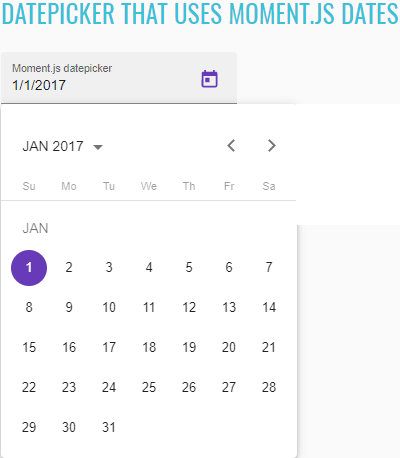 DATEPICKER THAT USES MOMENT.JS DATES
Moment.js datepicker
1/1/2017
JAN 2017
Su Mo Tu We Th Fr Sa
JAN
1 2 3 4 5 6 7
8 9 10 11 12 13 14
15 16 17 18 19 20 21
22 23 24 25 26 27 28
29 30 31